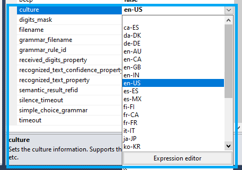 culture en-US
digits_mask
filename
grammar_filename
grammar_rule_id
received_digits_property
recognized_text_confidence_property
recognized_text_property
semantic_result_refid
silence_timeout
simple_choice_grammar
timeout
ca-ES
da-DK
de-DE
en-AU
en-CA
en-GB
en-IN
en-US
es-ES
es-MX
fi-FI
fr-CA
fr-FR
it-IT
ja-JP
ko-KR
culture
Sets the culture information. Supports th
etc.
Expression editor